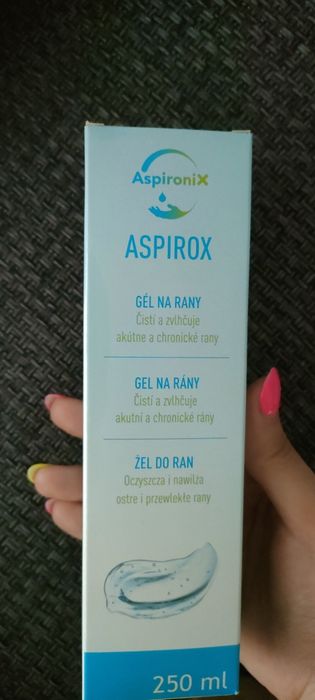 AspironiX
ASPIROX
GÉL NA RANY
Čistí a zvlhčuje
akútne a chronické rany
GEL NA RÁNY
Čistí a zvlhčuje
akutní a chronické rány
ŻEL DO RAN
Oczyszcza i nawilża
ostre i przewlekłe rany
250 ml